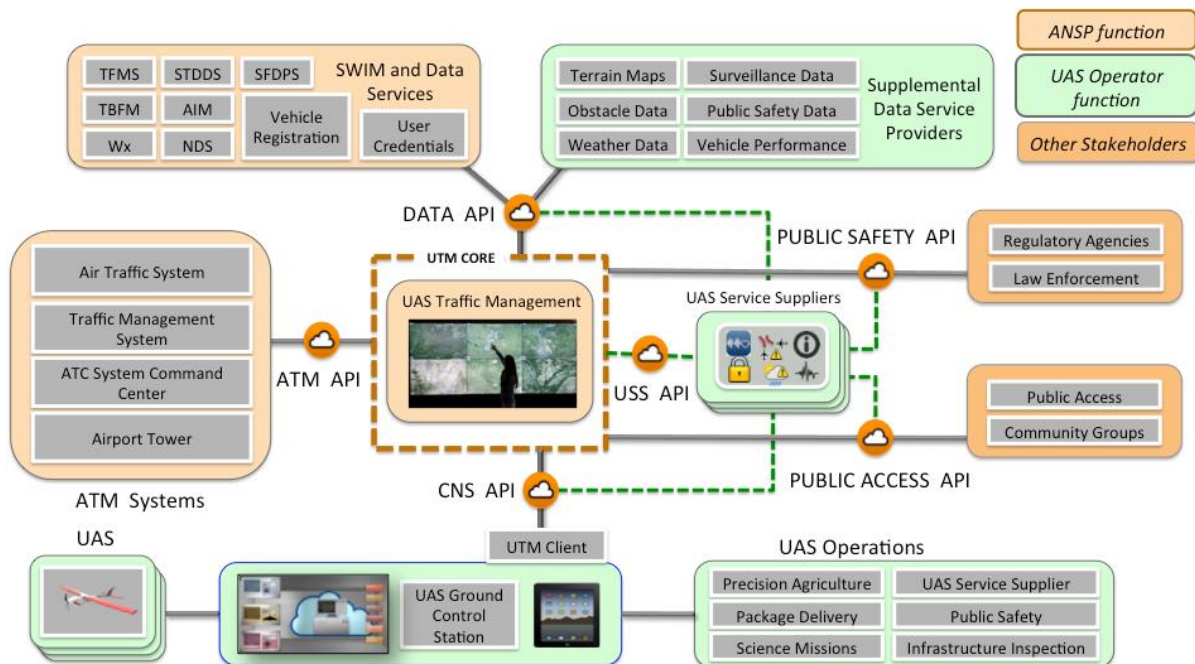 TFMS
STDDS
SFDPS
SWIM and Data
Services
TBFM
AIM
Vehicle
Registration
User
Credentials
Wx
NDS
Terrain Maps
Surveillance Data
Obstacle Data
Public Safety Data
Weather Data
Vehicle Performance
Supplemental
Data Service
Providers
ANSP function
UAS Operator
function
Other Stakeholders
DATA API
PUBLIC SAFETY API
Regulatory Agencies
Law Enforcement
Air Traffic System
Traffic Management
System
ATC System Command
Center
Airport Tower
ATM Systems
ATM API
UTM CORE
UAS Traffic Management
USS API
UAS Service Suppliers
Public Access
Community Groups
PUBLIC ACCESS API
CNS API
UTM Client
UAS
UAS Ground
Control
Station
UAS Operations
Precision Agriculture
UAS Service Supplier
Package Delivery
Public Safety
Science Missions
Infrastructure Inspection